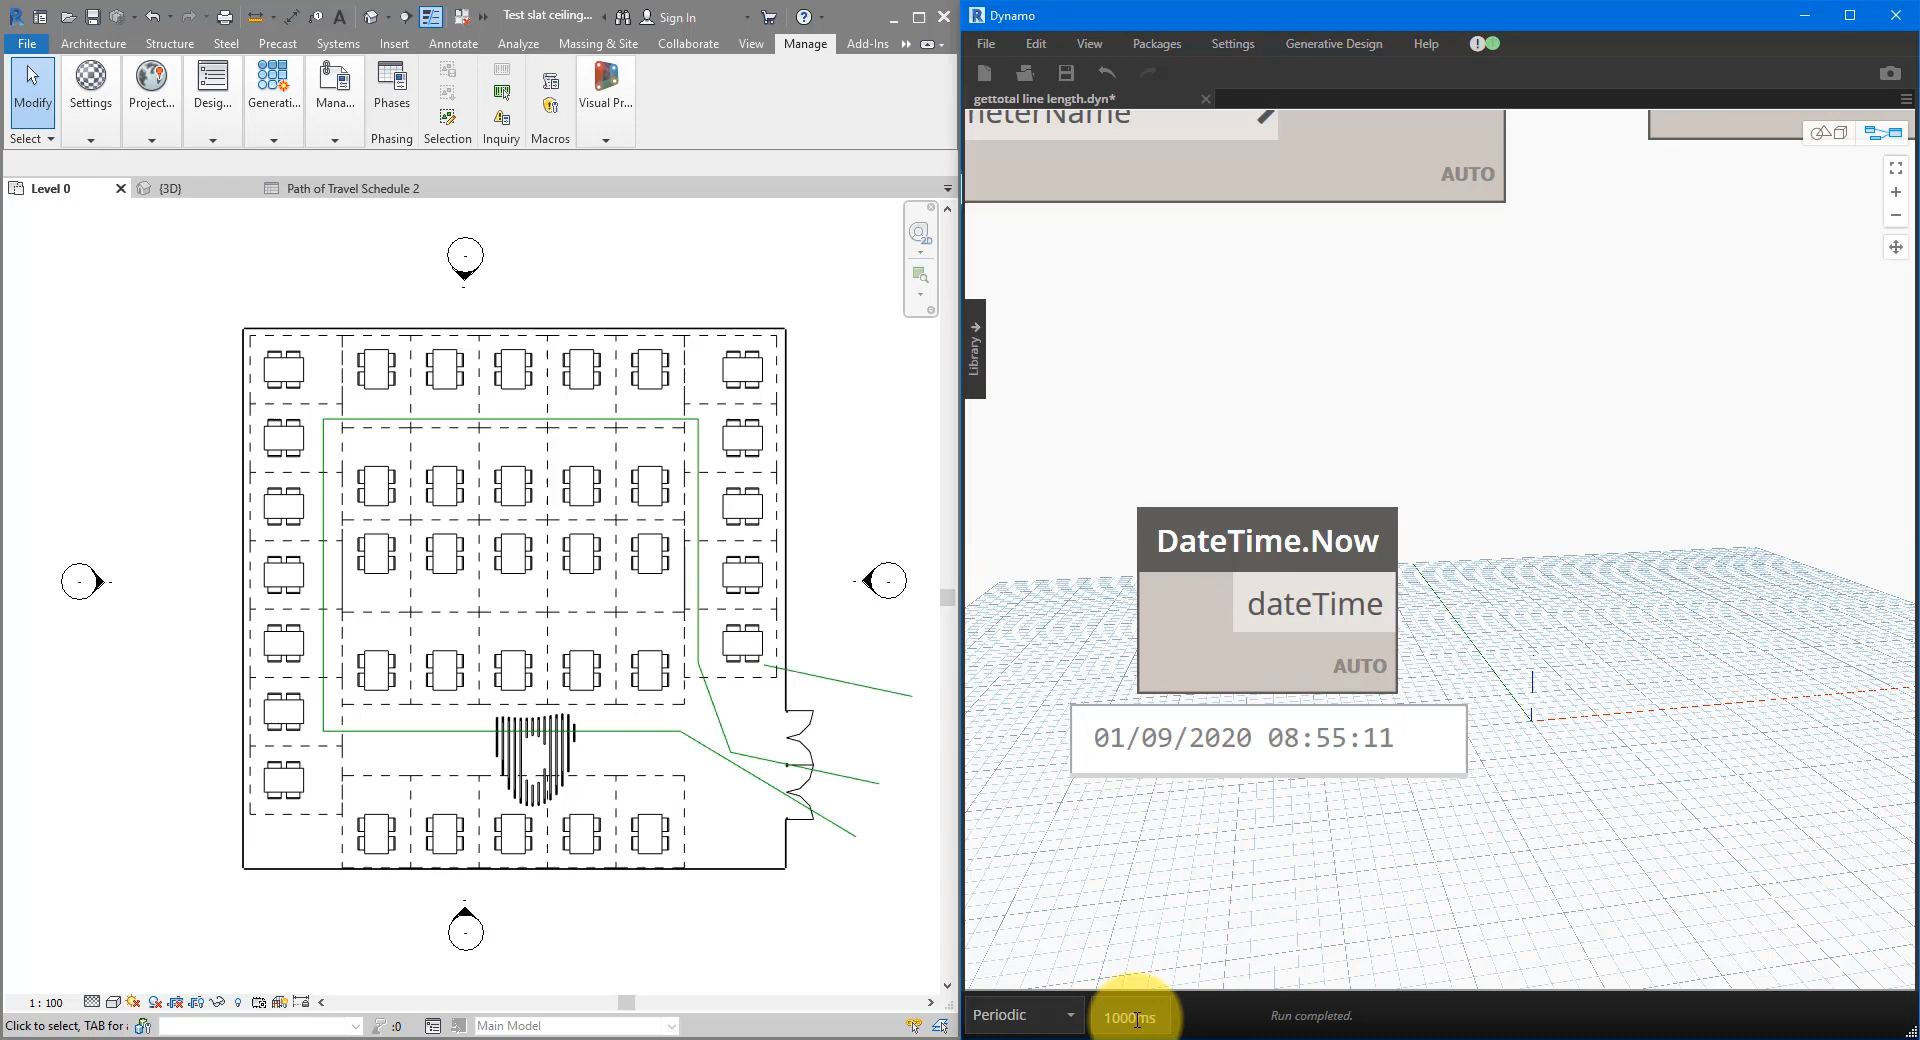 Test slat ceiling...
Sign In
File
Architecture
Structure
Steel
Precast
Systems
Insert
Annotate
Analyze
Massing & Site
Collaborate
View
Manage
Add-Ins
Modify
Settings
Project...
Desig...
Generati...
Mana...
Phases
Visual Pr...
Select
Phasing
Selection
Inquiry
Macros
Level 0
{3D}
Path of Travel Schedule 2
2D
1 : 100
Click to select, TAB for
:0
Main Model
Dynamo
File
Edit
View
Packages
Settings
Generative Design
Help
gettotal line length.dyn*
AUTO
Library
DateTime.Now
dateTime
AUTO
01/09/2020 08:55:11
Periodic
1000ms
Run completed.